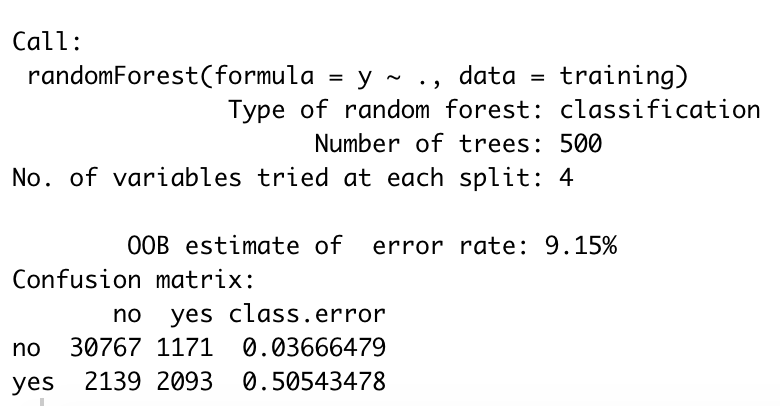 Call:
 randomForest(formula = y ~ ., data = training)
               Type of random forest: classification
                     Number of trees: 500
No. of variables tried at each split: 4

        OOB estimate of  error rate: 9.15%
Confusion matrix:
       no  yes class.error
no  30767 1171  0.03666479
yes  2139 2093  0.50543478